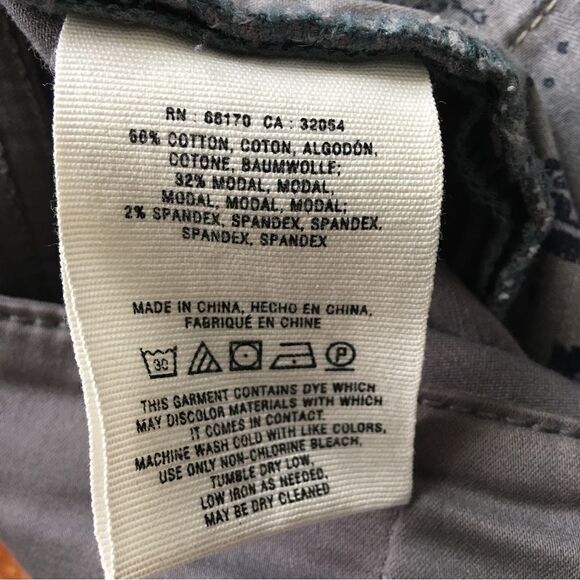 RN : 66170 CA : 32054
66% COTTON, COTON, ALGODÓN,
COTONE, BAUMWOLLE;
32% MODAL, MODAL,
MODAL, MODAL, MODAL;
2% SPANDEX, SPANDEX, SPANDEX,
SPANDEX, SPANDEX
MADE IN CHINA, HECHO EN CHINA,
FABRIQUÉ EN CHINE
30 P
THIS GARMENT CONTAINS DYE WHICH
MAY DISCOLOR MATERIALS WITH WHICH
IT COMES IN CONTACT.
MACHINE WASH COLD WITH LIKE COLORS,
USE ONLY NON-CHLORINE BLEACH,
TUMBLE DRY LOW,
LOW IRON AS NEEDED,
MAY BE DRY CLEANED